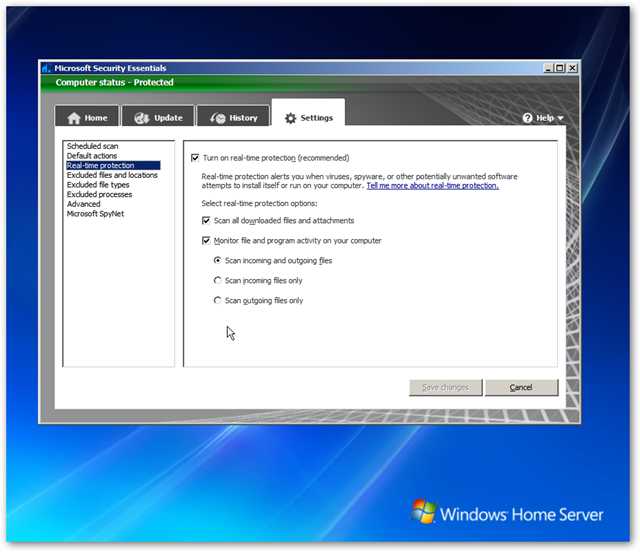 Microsoft Security Essentials
Computer status - Protected
Home
Update
History
Settings
Help
Scheduled scan
Default actions
Real-time protection
Excluded files and locations
Excluded file types
Excluded processes
Advanced
Microsoft SpyNet
Turn on real-time protection (recommended)
Real-time protection alerts you when viruses, spyware, or other potentially unwanted software
attempts to install itself or run on your computer. Tell me more about real-time protection.
Select real-time protection options:
Scan all downloaded files and attachments
Monitor file and program activity on your computer
Scan incoming and outgoing files
Scan incoming files only
Scan outgoing files only
Save changes
Cancel
Windows Home Server